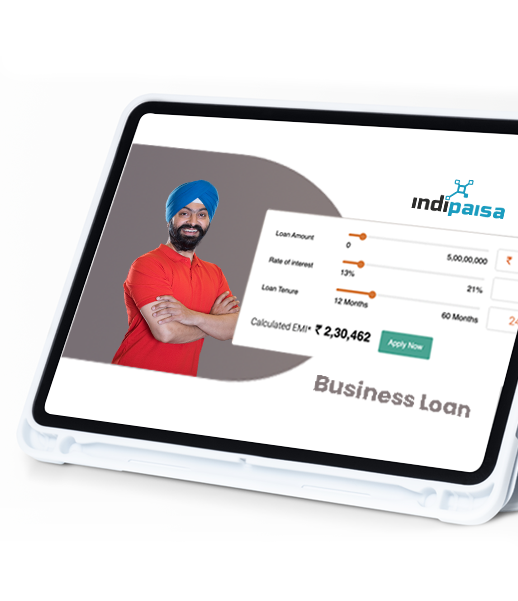 indipaisa
Loan Amount
0
5,00,00,000
₹
Rate of interest
13%
21%
Loan Tenure
12 Months
60 Months
24
Calculated EMI* ₹ 2,30,462
Apply Now
Business Loan